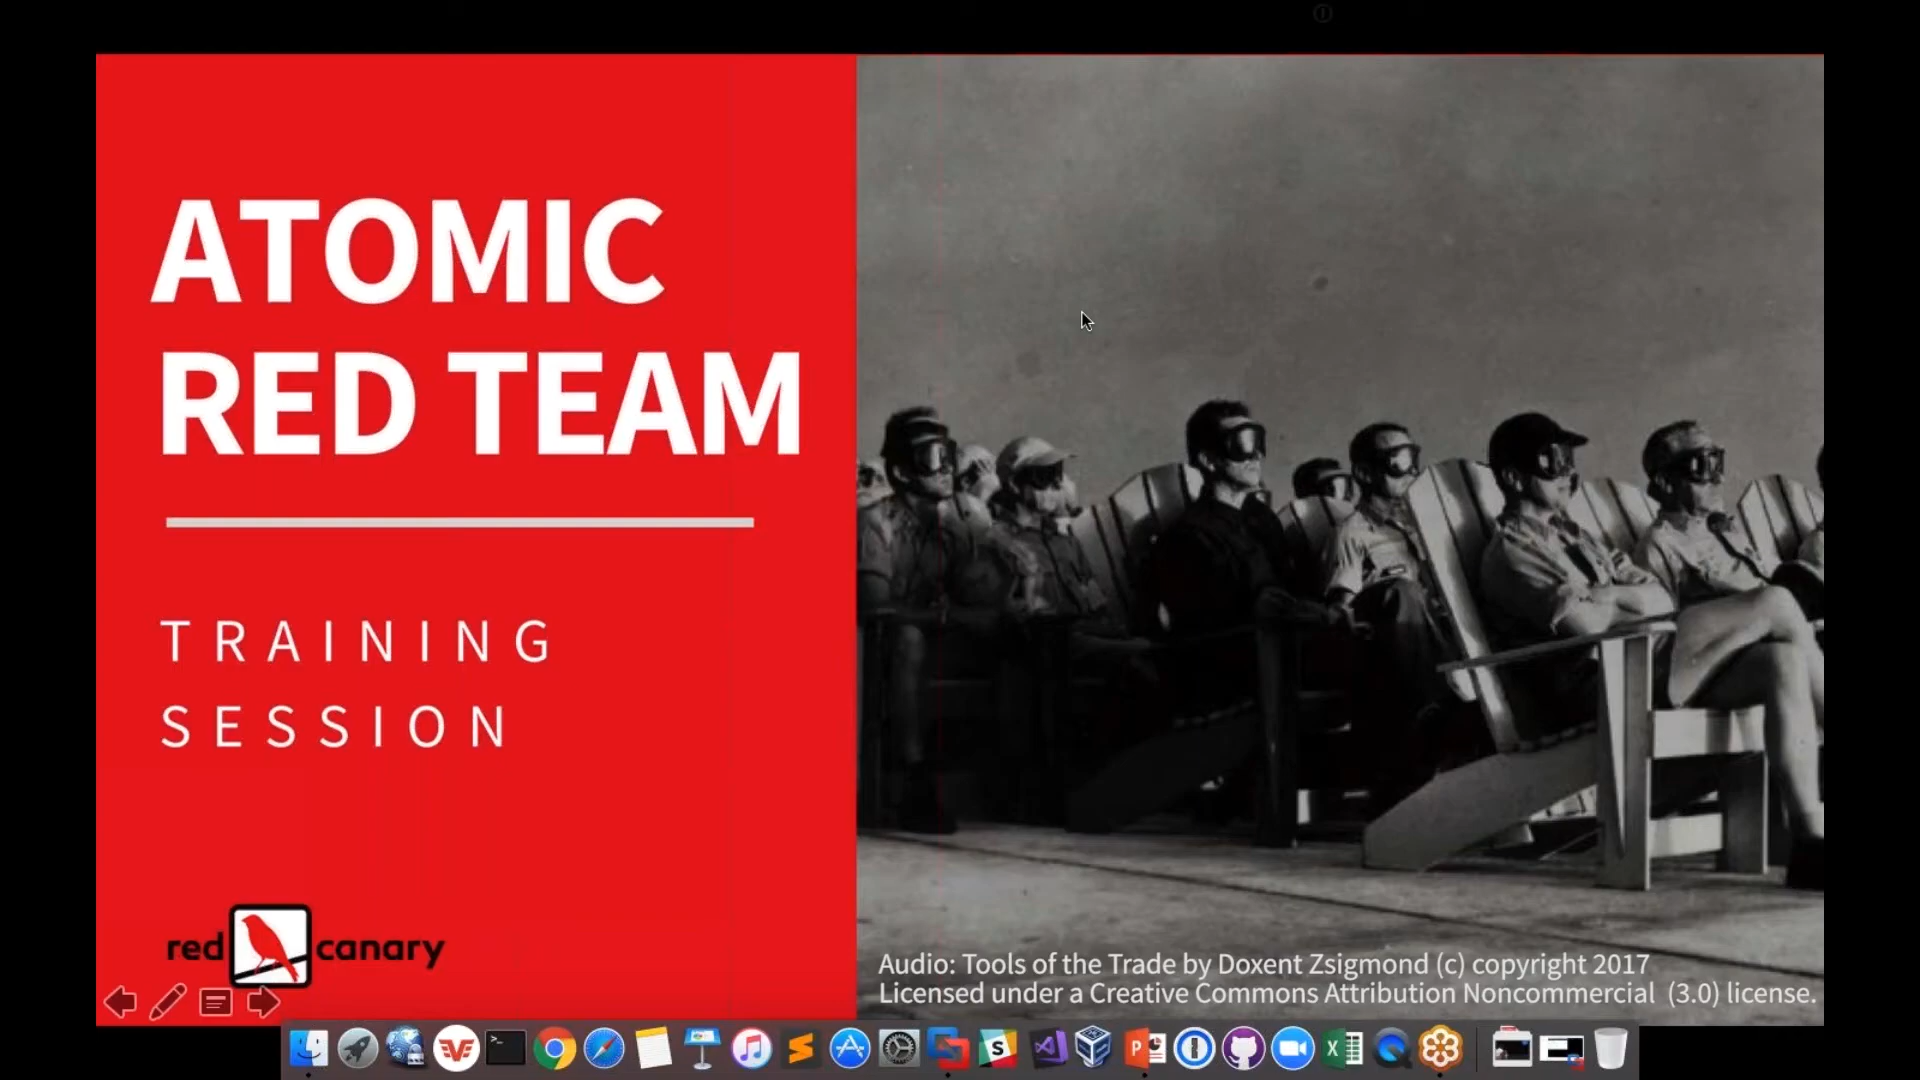 ATOMIC
RED TEAM
TRAINING
SESSION
red canary
Audio: Tools of the Trade by Doxent Zsigmond (c) copyright 2017
Licensed under a Creative Commons Attribution Noncommercial (3.0) license.